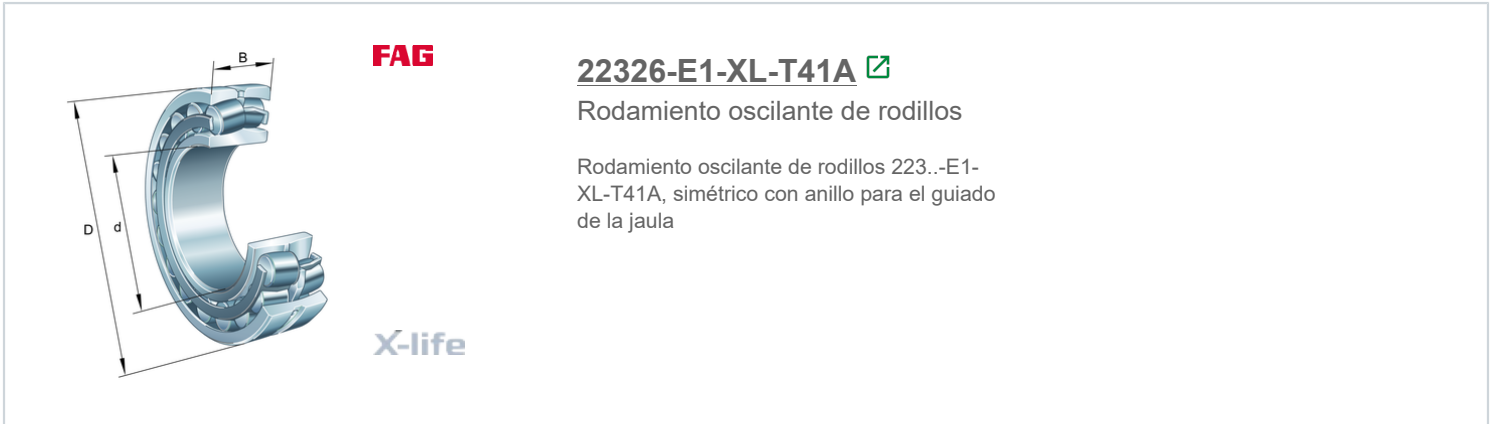 B
FAG
22326-E1-XL-T41A
Rodamiento oscilante de rodillos
Rodamiento oscilante de rodillos 223..-E1-
XL-T41A, simétrico con anillo para el guiado
de la jaula
D
d
X-life